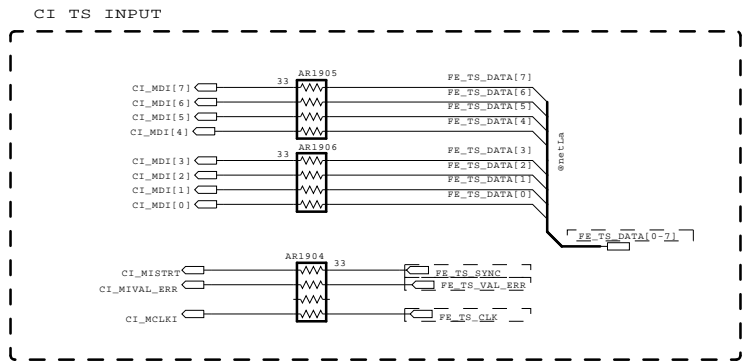 CI TS INPUT
AR1905
33
FE_TS_DATA[7]
CI_MDI[7]
FE_TS_DATA[6]
CI_MDI[6]
FE_TS_DATA[5]
CI_MDI[5]
FE_TS_DATA[4]
CI_MDI[4]
AR1906
33
FE_TS_DATA[3]
CI_MDI[3]
FE_TS_DATA[2]
CI_MDI[2]
FE_TS_DATA[1]
CI_MDI[1]
FE_TS_DATA[0]
CI_MDI[0]
@netLa
FE_TS_DATA[0-7]
AR1904
33
CI_MISTRT
FE_TS_SYNC
CI_MIVAL_ERR
FE_TS_VAL_ERR
CI_MCLKI
FE_TS_CLK